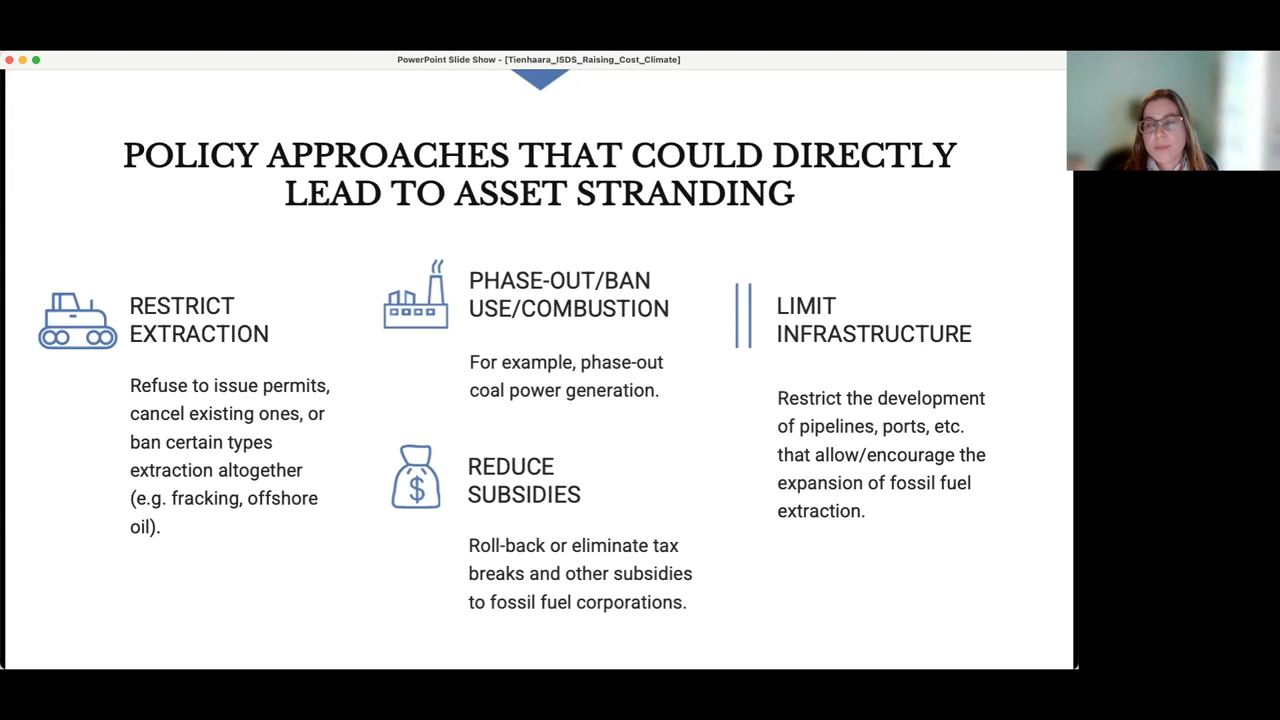 PowerPoint Slide Show - [Tienhaara_ISDS_Raising_Cost_Climate]
POLICY APPROACHES THAT COULD DIRECTLY
LEAD TO ASSET STRANDING
RESTRICT
EXTRACTION
Refuse to issue permits,
cancel existing ones, or
ban certain types
extraction altogether
(e.g. fracking, offshore
oil).
PHASE-OUT/BAN
USE/COMBUSTION
For example, phase-out
coal power generation.
$
REDUCE
SUBSIDIES
Roll-back or eliminate tax
breaks and other subsidies
to fossil fuel corporations.
LIMIT
INFRASTRUCTURE
Restrict the development
of pipelines, ports, etc.
that allow/encourage the
expansion of fossil fuel
extraction.